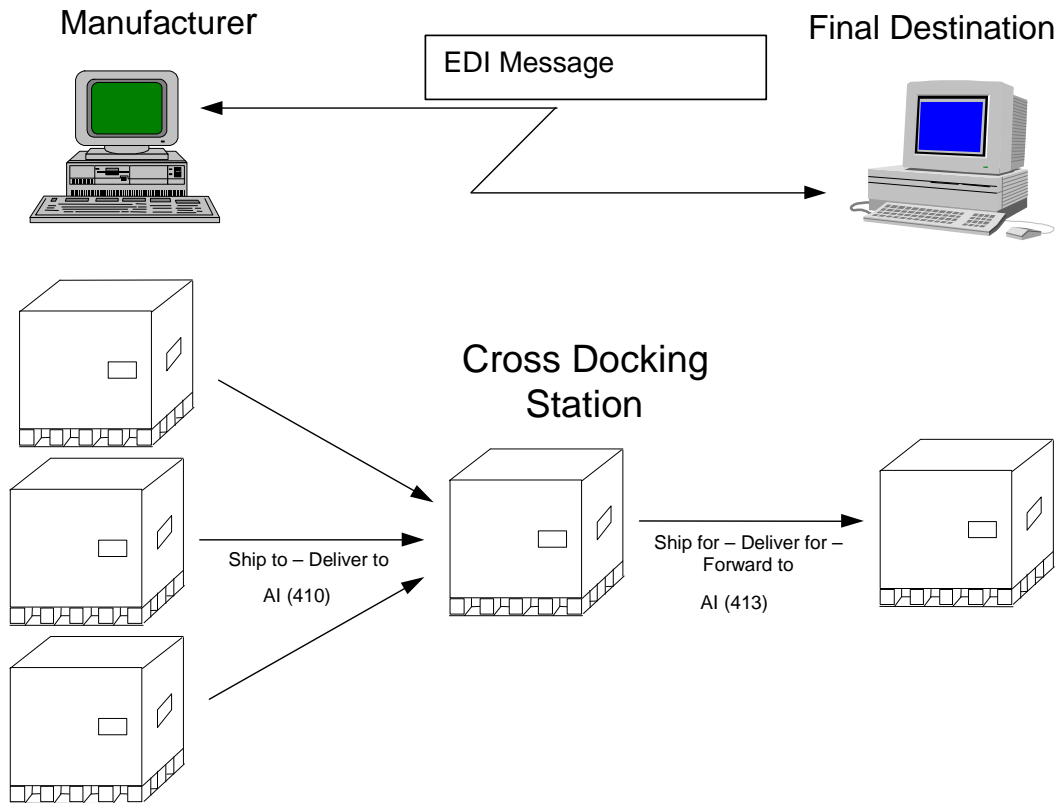 Manufacturer
Final Destination
EDI Message
Cross Docking
Station
Ship to – Deliver to
AI (410)
Ship for – Deliver for –
Forward to
AI (413)